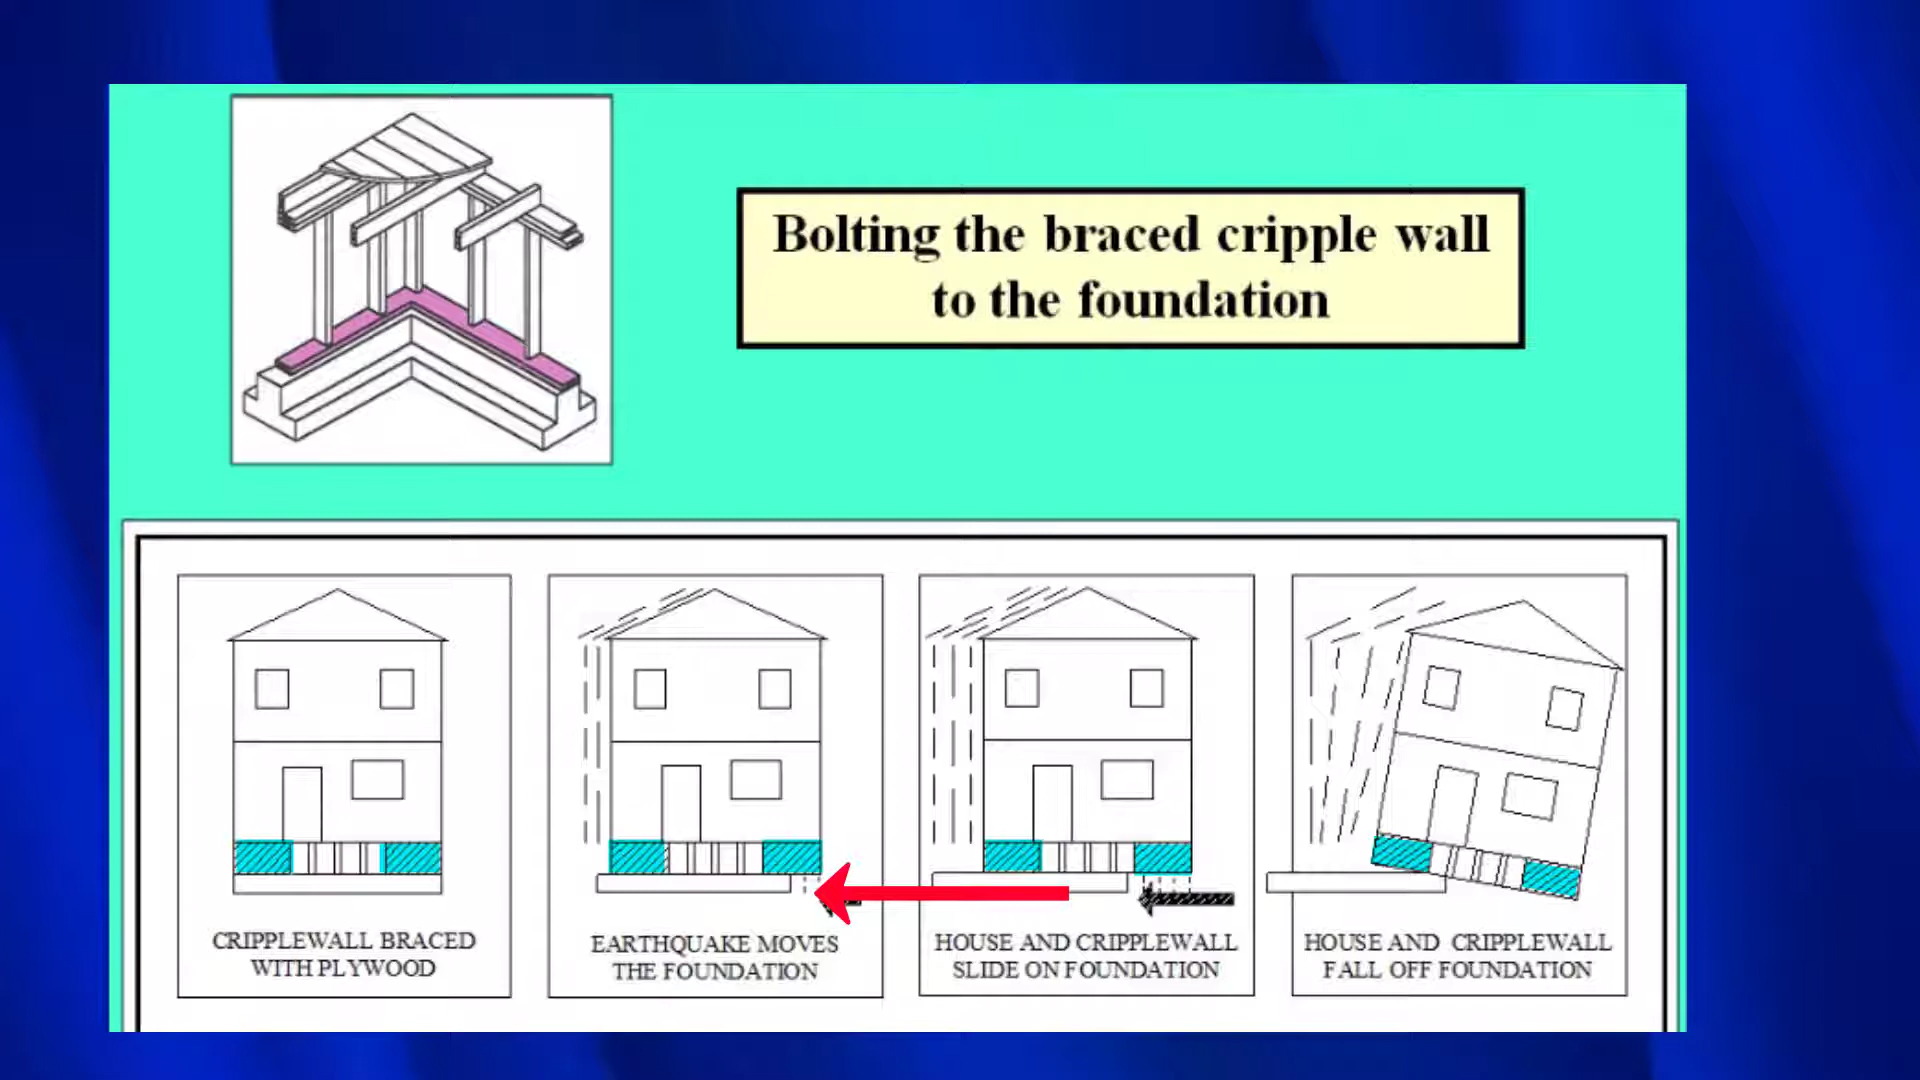 Bolting the braced cripple wall
to the foundation
CRIPPLEWALL BRACED
WITH PLYWOOD
EARTHQUAKE MOVES
THE FOUNDATION
HOUSE AND CRIPPLEWALL
SLIDE ON FOUNDATION
HOUSE AND CRIPPLEWALL
FALL OFF FOUNDATION